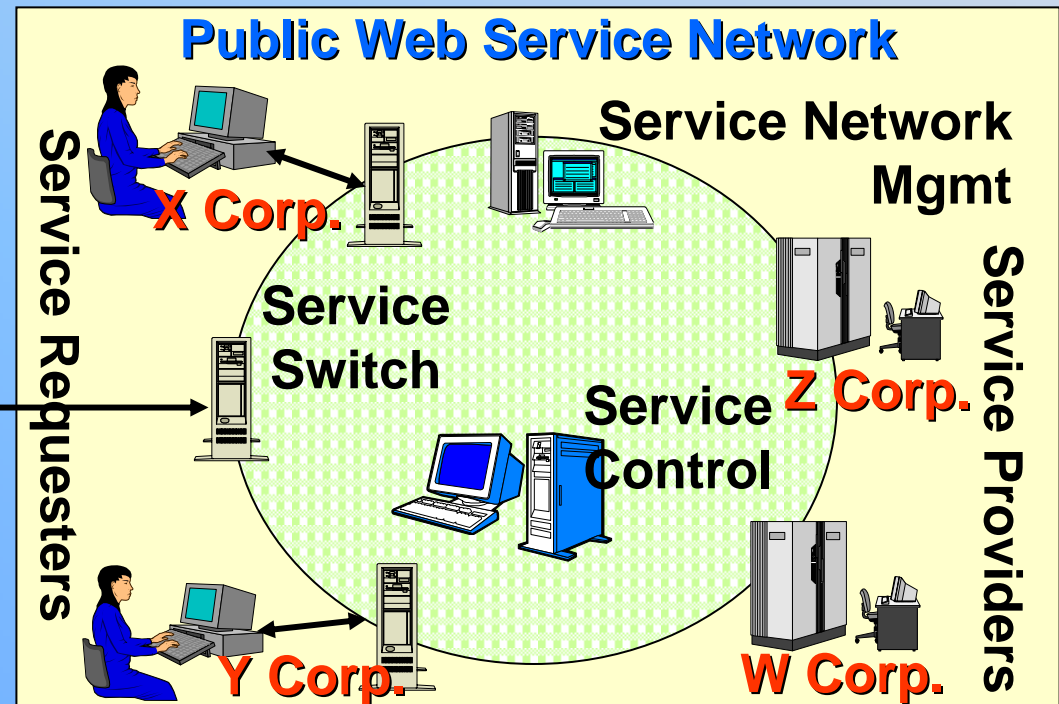 Public Web Service Network
Service Network
Mgmt
Service Requesters
X Corp.
Service
Switch
Service
Control
Z Corp.
Service Providers
Y Corp.
W Corp.